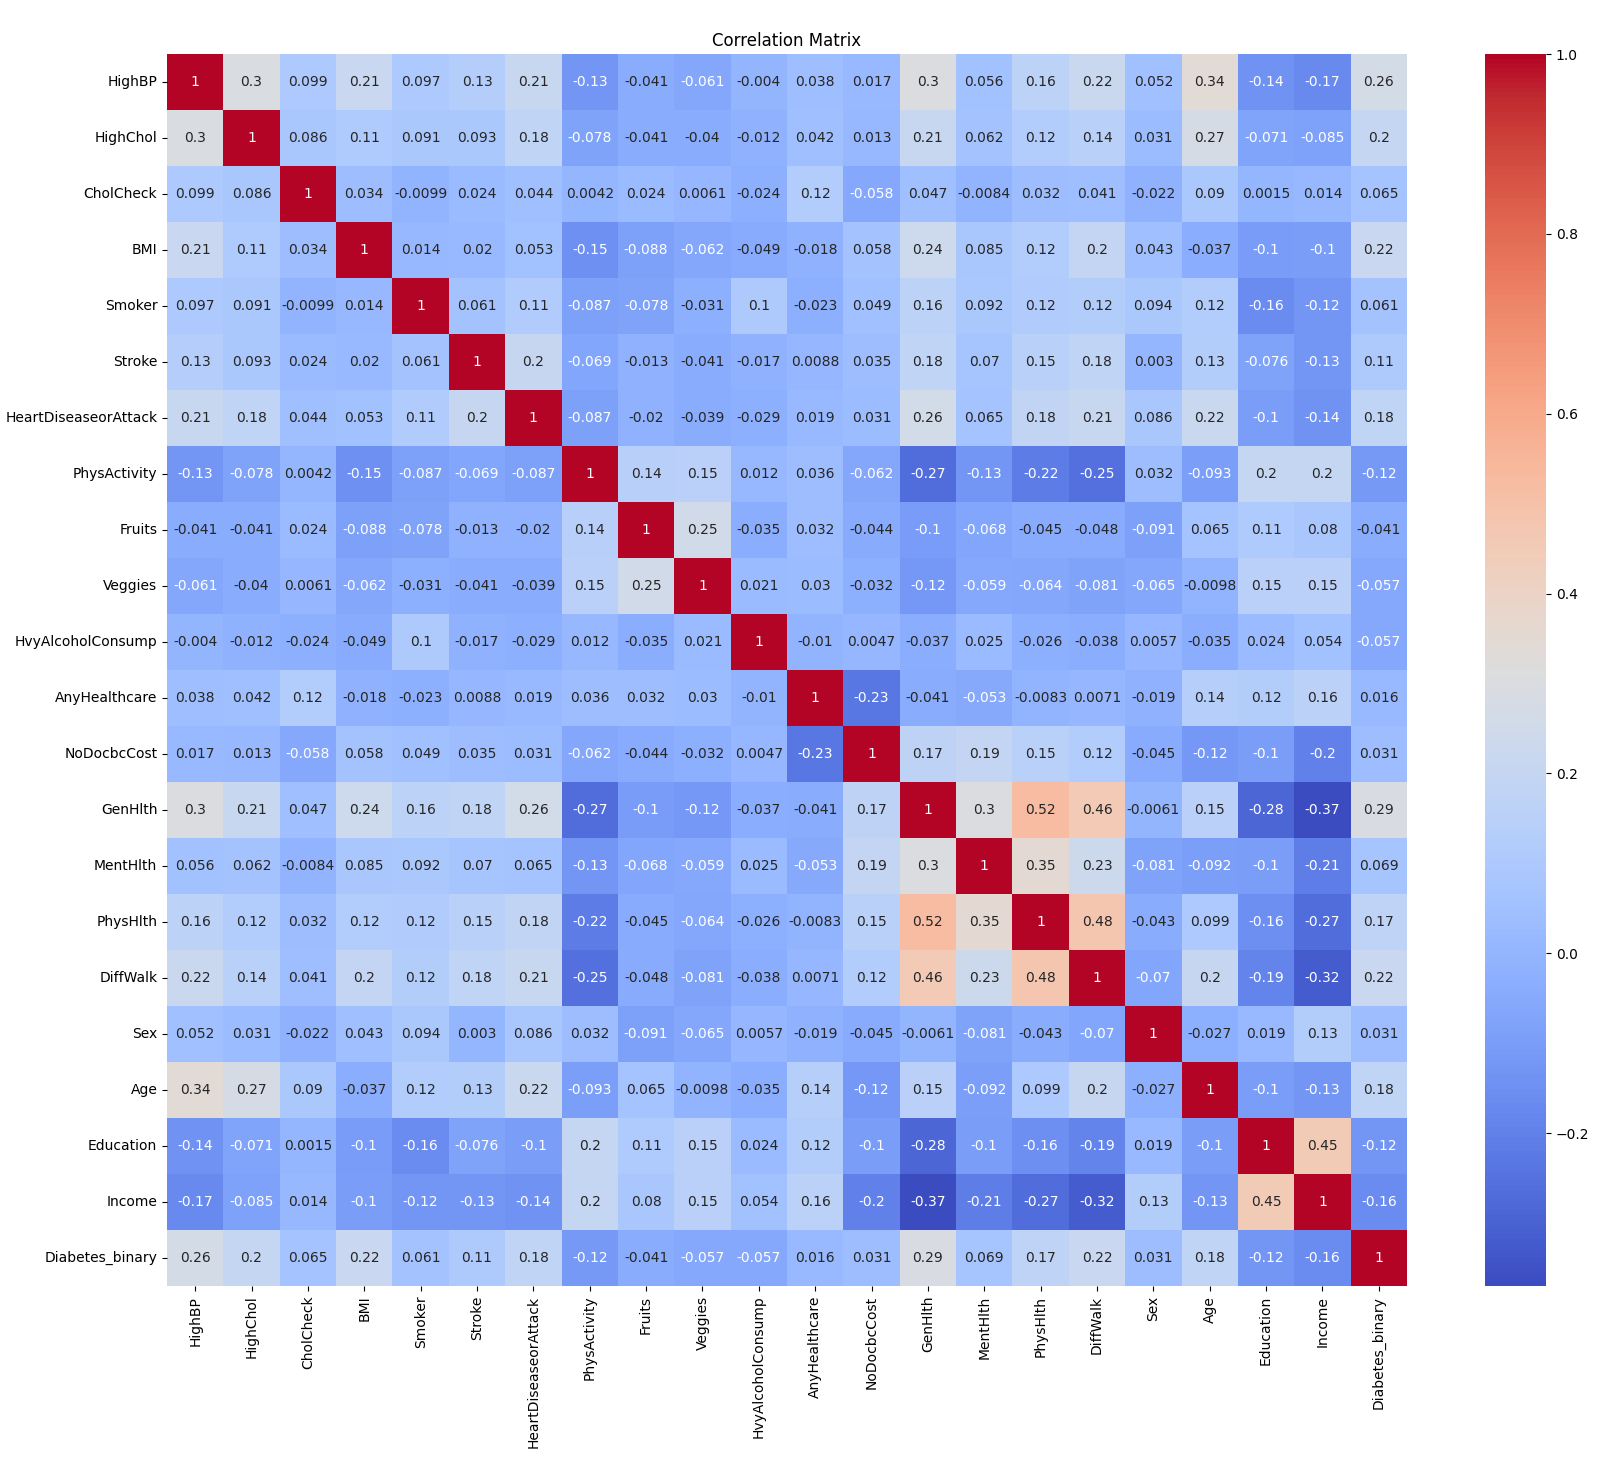 Correlation Matrix
HighBP 1 0.3 0.099 0.21 0.097 0.13 0.21 -0.13 -0.041 -0.061 -0.004 0.038 0.017 0.3 0.056 0.16 0.22 0.052 0.34 -0.14 -0.17 0.26
HighChol 0.3 1 0.086 0.11 0.091 0.093 0.18 -0.078 -0.041 -0.04 -0.012 0.042 0.013 0.21 0.062 0.12 0.14 0.031 0.27 -0.071 -0.085 0.2
CholCheck 0.099 0.086 1 0.034 -0.0099 0.024 0.044 0.0042 0.024 0.0061 -0.024 0.12 -0.058 0.047 -0.0084 0.032 0.041 -0.022 0.09 0.0015 0.014 0.065
BMI 0.21 0.11 0.034 1 0.014 0.02 0.053 -0.15 -0.088 -0.062 -0.049 -0.018 0.058 0.24 0.085 0.12 0.2 0.043 -0.037 -0.1 -0.1 0.22
Smoker 0.097 0.091 -0.0099 0.014 1 0.061 0.11 -0.087 -0.078 -0.031 0.1 -0.023 0.049 0.16 0.092 0.12 0.12 0.094 0.12 -0.16 -0.12 0.061
Stroke 0.13 0.093 0.024 0.02 0.061 1 0.2 -0.069 -0.013 -0.041 -0.017 0.0088 0.035 0.18 0.07 0.15 0.18 0.003 0.13 -0.076 -0.13 0.11
HeartDiseaseorAttack 0.21 0.18 0.044 0.053 0.11 0.2 1 -0.087 -0.02 -0.039 -0.029 0.019 0.031 0.26 0.065 0.18 0.21 0.086 0.22 -0.1 -0.14 0.18
PhysActivity -0.13 -0.078 0.0042 -0.15 -0.087 -0.069 -0.087 1 0.14 0.15 0.012 0.036 -0.062 -0.27 -0.13 -0.22 -0.25 0.032 -0.093 0.2 0.2 -0.12
Fruits -0.041 -0.041 0.024 -0.088 -0.078 -0.013 -0.02 0.14 1 0.25 -0.035 0.032 -0.044 -0.1 -0.068 -0.045 -0.048 -0.091 0.065 0.11 0.08 -0.041
Veggies -0.061 -0.04 0.0061 -0.062 -0.031 -0.041 -0.039 0.15 0.25 1 0.021 0.03 -0.032 -0.12 -0.059 -0.064 -0.081 -0.065 -0.0098 0.15 0.15 -0.057
HvyAlcoholConsump -0.004 -0.012 -0.024 -0.049 0.1 -0.017 -0.029 0.012 -0.035 0.021 1 -0.01 0.0047 -0.037 0.025 -0.026 -0.038 0.0057 -0.035 0.024 0.054 -0.057
AnyHealthcare 0.038 0.042 0.12 -0.018 -0.023 0.0088 0.019 0.036 0.032 0.03 -0.01 1 -0.23 -0.041 -0.053 -0.0083 0.0071 -0.019 0.14 0.12 0.16 0.016
NoDocbcCost 0.017 0.013 -0.058 0.058 0.049 0.035 0.031 -0.062 -0.044 -0.032 0.0047 -0.23 1 0.17 0.19 0.15 0.12 -0.045 -0.12 -0.1 -0.2 0.031
GenHlth 0.3 0.21 0.047 0.24 0.16 0.18 0.26 -0.27 -0.1 -0.12 -0.037 -0.041 0.17 1 0.3 0.52 0.46 -0.0061 0.15 -0.28 -0.37 0.29
MentHlth 0.056 0.062 -0.0084 0.085 0.092 0.07 0.065 -0.13 -0.068 -0.059 0.025 -0.053 0.19 0.3 1 0.35 0.23 -0.081 -0.092 -0.1 -0.21 0.069
PhysHlth 0.16 0.12 0.032 0.12 0.12 0.15 0.18 -0.22 -0.045 -0.064 -0.026 -0.0083 0.15 0.52 0.35 1 0.48 -0.043 0.099 -0.16 -0.27 0.17
DiffWalk 0.22 0.14 0.041 0.2 0.12 0.18 0.21 -0.25 -0.048 -0.081 -0.038 0.0071 0.12 0.46 0.23 0.48 1 -0.07 0.2 -0.19 -0.32 0.22
Sex 0.052 0.031 -0.022 0.043 0.094 0.003 0.086 0.032 -0.091 -0.065 0.0057 -0.019 -0.045 -0.0061 -0.081 -0.043 -0.07 1 -0.027 0.019 0.13 0.031
Age 0.34 0.27 0.09 -0.037 0.12 0.13 0.22 -0.093 0.065 -0.0098 -0.035 0.14 -0.12 0.15 -0.092 0.099 0.2 -0.027 1 -0.1 -0.13 0.18
Education -0.14 -0.071 0.0015 -0.1 -0.16 -0.076 -0.1 0.2 0.11 0.15 0.024 0.12 -0.1 -0.28 -0.1 -0.16 -0.19 0.019 -0.1 1 0.45 -0.12
Income -0.17 -0.085 0.014 -0.1 -0.12 -0.13 -0.14 0.2 0.08 0.15 0.054 0.16 -0.2 -0.37 -0.21 -0.27 -0.32 0.13 -0.13 0.45 1 -0.16
Diabetes_binary 0.26 0.2 0.065 0.22 0.061 0.11 0.18 -0.12 -0.041 -0.057 -0.057 0.016 0.031 0.29 0.069 0.17 0.22 0.031 0.18 -0.12 -0.16 1
HighBP HighChol CholCheck BMI Smoker Stroke HeartDiseaseorAttack PhysActivity Fruits Veggies HvyAlcoholConsump AnyHealthcare NoDocbcCost GenHlth MentHlth PhysHlth DiffWalk Sex Age Education Income Diabetes_binary
1.0
0.8
0.6
0.4
0.2
0.0
−0.2